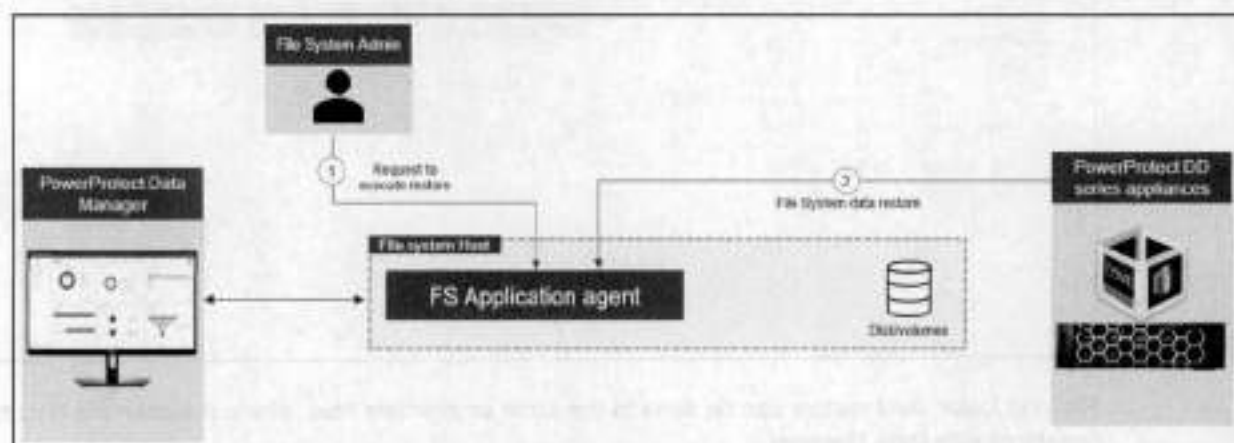 File System Admin
1
Request to
execute restore
PowerProtect Data
Manager
PowerProtect DD
series appliances
2
File System data restore
File system Host
FS Application agent
Disk/volumes